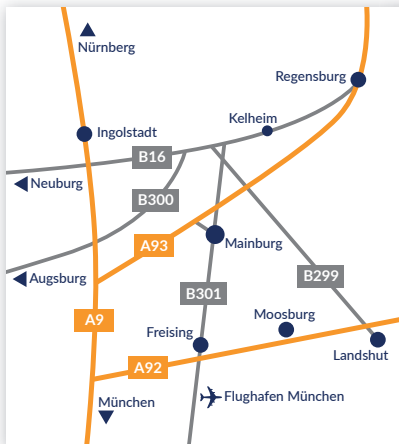 Nürnberg
Regensburg
Kelheim
Ingolstadt
B16
Neuburg
B300
A93
Mainburg
Augsburg
B299
B301
A9
Moosburg
Freising
Landshut
A92
Flughafen München
München